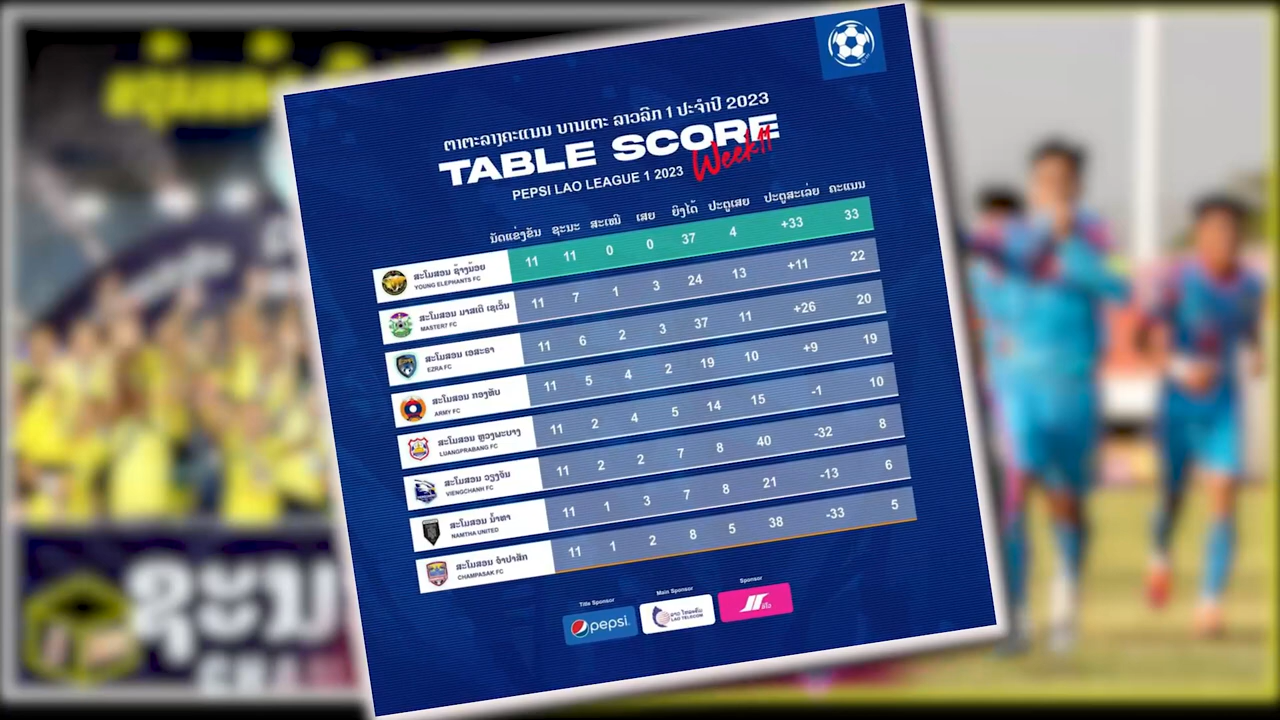 ຕາຕະລາງຄະແນນ ບານເຕະ ລາວລີກ 1 ປະຈຳປີ 2023
TABLE SCORE
Week 11
PEPSI LAO LEAGUE 1 2023
ນັດແຂ່ງຂັນ ຊະນະ ສະເໝີ ເສຍ ຍິງໄດ້ ປະຕູເສຍ ປະຕູສະເລ່ຍ ຄະແນນ
ສະໂມສອນ ຊ້າງນ້ອຍ 11 11 0 0 37 4 +33 33
YOUNG ELEPHANTS FC
ສະໂມສອນ ມາສເຕີ ເຊເວັ້ນ 11 7 1 3 24 13 +11 22
MASTER7 FC
ສະໂມສອນ ເອສະຣາ 11 6 2 3 37 11 +26 20
EZRA FC
ສະໂມສອນ ກອງທັບ 11 5 4 2 19 10 +9 19
ARMY FC
ສະໂມສອນ ຫຼວງພະບາງ 11 2 4 5 14 15 -1 10
LUANGPRABANG FC
ສະໂມສອນ ວຽງຈັນ 11 2 2 7 8 40 -32 8
VIENGCHANH FC
ສະໂມສອນ ນ້ຳທາ 11 1 3 7 8 21 -13 6
NAMTHA UNITED
ສະໂມສອນ ຈຳປາສັກ 11 1 2 8 5 38 -33 5
CHAMPASAK FC
Title Sponsor Main Sponsor Sponsor
pepsi
ລາວ ໂທລະຄົມ
LAO TELECOM